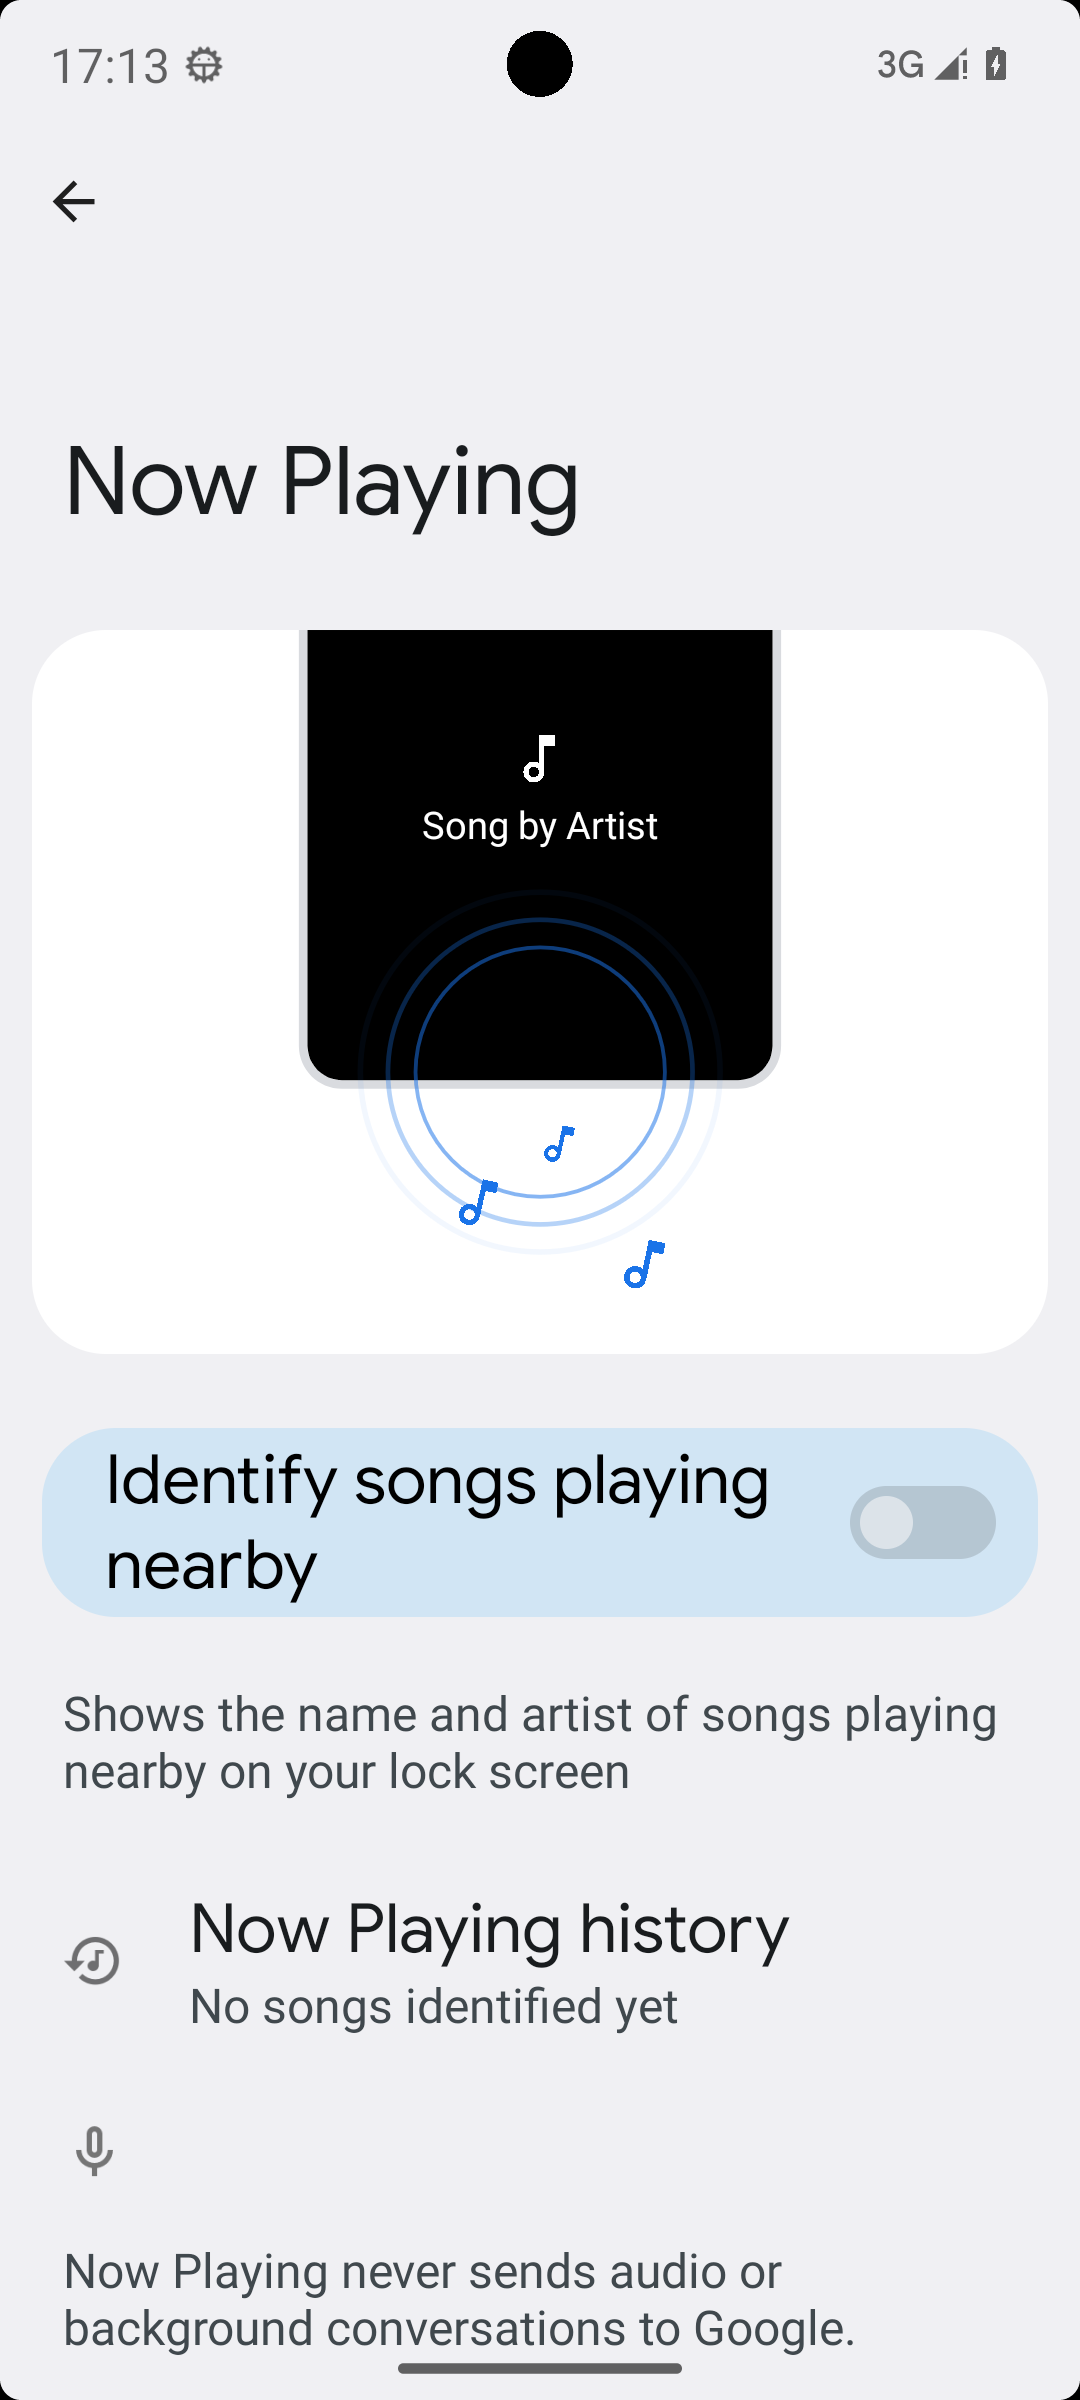 17:13
3G
Now Playing
Song by Artist
Identify songs playing
nearby
Shows the name and artist of songs playing
nearby on your lock screen
Now Playing history
No songs identified yet
Now Playing never sends audio or
background conversations to Google.